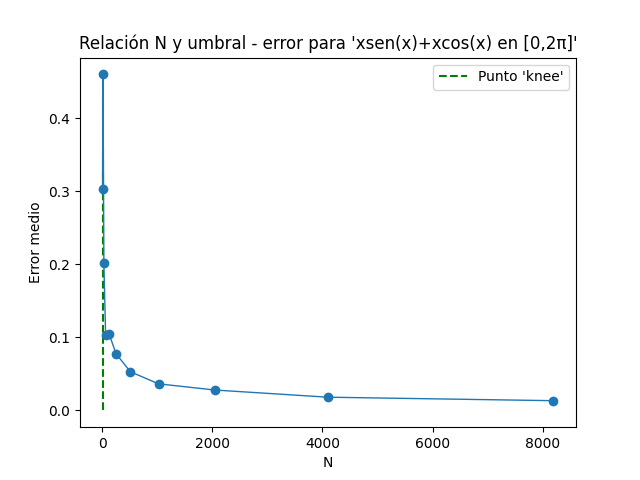 Relación N y umbral - error para 'xsen(x)+xcos(x) en [0,2π]'
Punto 'knee'
Error medio
0.4
0.3
0.2
0.1
0.0
0
2000
4000
6000
8000
N